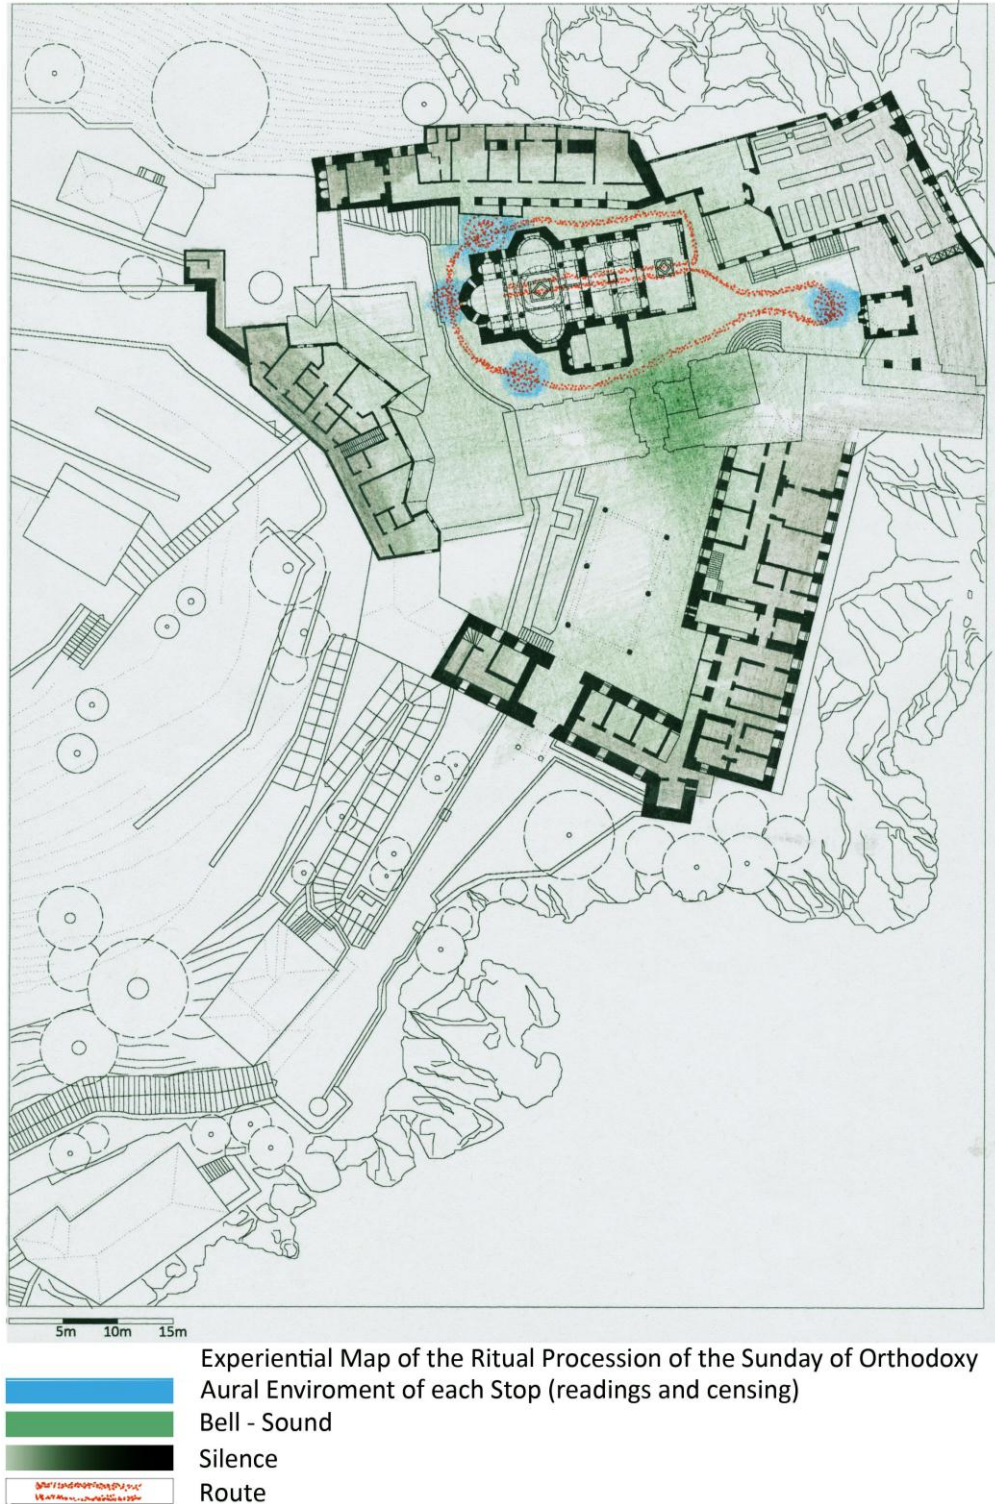 5m 10m 15m
Experiential Map of the Ritual Procession of the Sunday of Orthodoxy
Aural Enviroment of each Stop (readings and censing)
Bell - Sound
Silence
Route